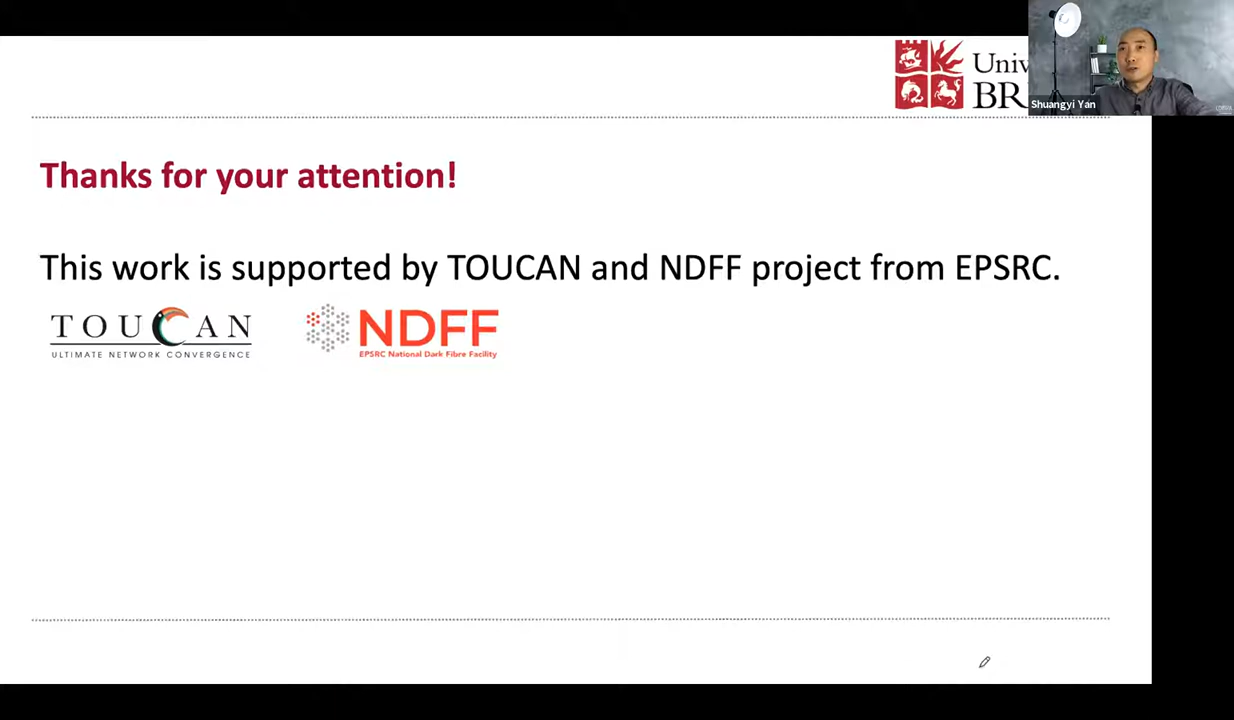 Univ
BRI
Shuangyi Yan
Thanks for your attention!
This work is supported by TOUCAN and NDFF project from EPSRC.
TOUCAN
ULTIMATE NETWORK CONVERGENCE
NDFF
EPSRC National Dark Fibre Facility